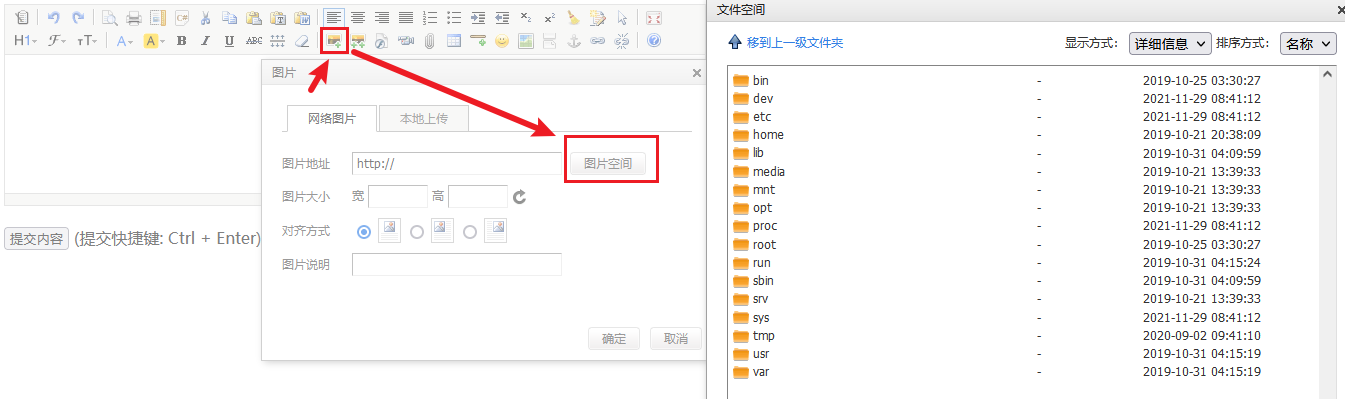 H1 ℱ тT A A B I U ABC
图片
网络图片 本地上传
图片地址 http:// 图片空间
图片大小 宽 高
对齐方式
图片说明
确定 取消
提交内容 (提交快捷键: Ctrl + Enter)
文件空间
移到上一级文件夹 显示方式: 详细信息 排序方式: 名称
bin - 2019-10-25 03:30:27
dev - 2021-11-29 08:41:12
etc - 2021-11-29 08:41:12
home - 2019-10-21 20:38:09
lib - 2019-10-31 04:09:59
media - 2019-10-21 13:39:33
mnt - 2019-10-21 13:39:33
opt - 2019-10-21 13:39:33
proc - 2021-11-29 08:41:12
root - 2019-10-25 03:30:27
run - 2019-10-31 04:15:24
sbin - 2019-10-31 04:09:59
srv - 2019-10-21 13:39:33
sys - 2021-11-29 08:41:12
tmp - 2020-09-02 09:41:10
usr - 2019-10-31 04:15:19
var - 2019-10-31 04:15:19